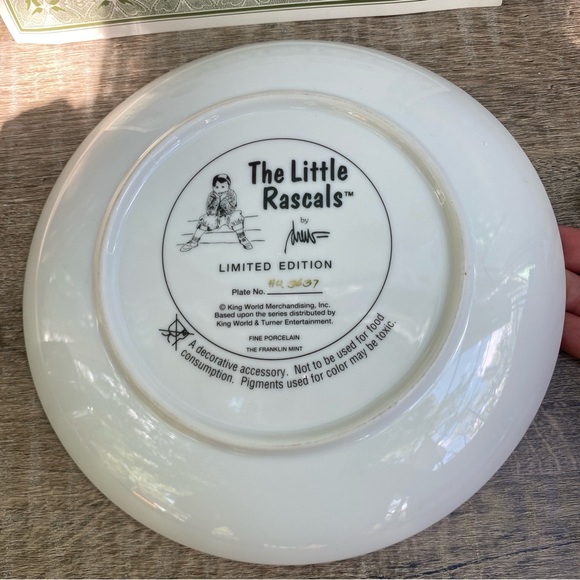 The Little
Rascals™
by
LIMITED EDITION
Plate No. HU 3637
© King World Merchandising, Inc.
Based upon the series distributed by
King World & Turner Entertainment.
FINE PORCELAIN
THE FRANKLIN MINT
A decorative accessory. Not to be used for food
consumption. Pigments used for color may be toxic.